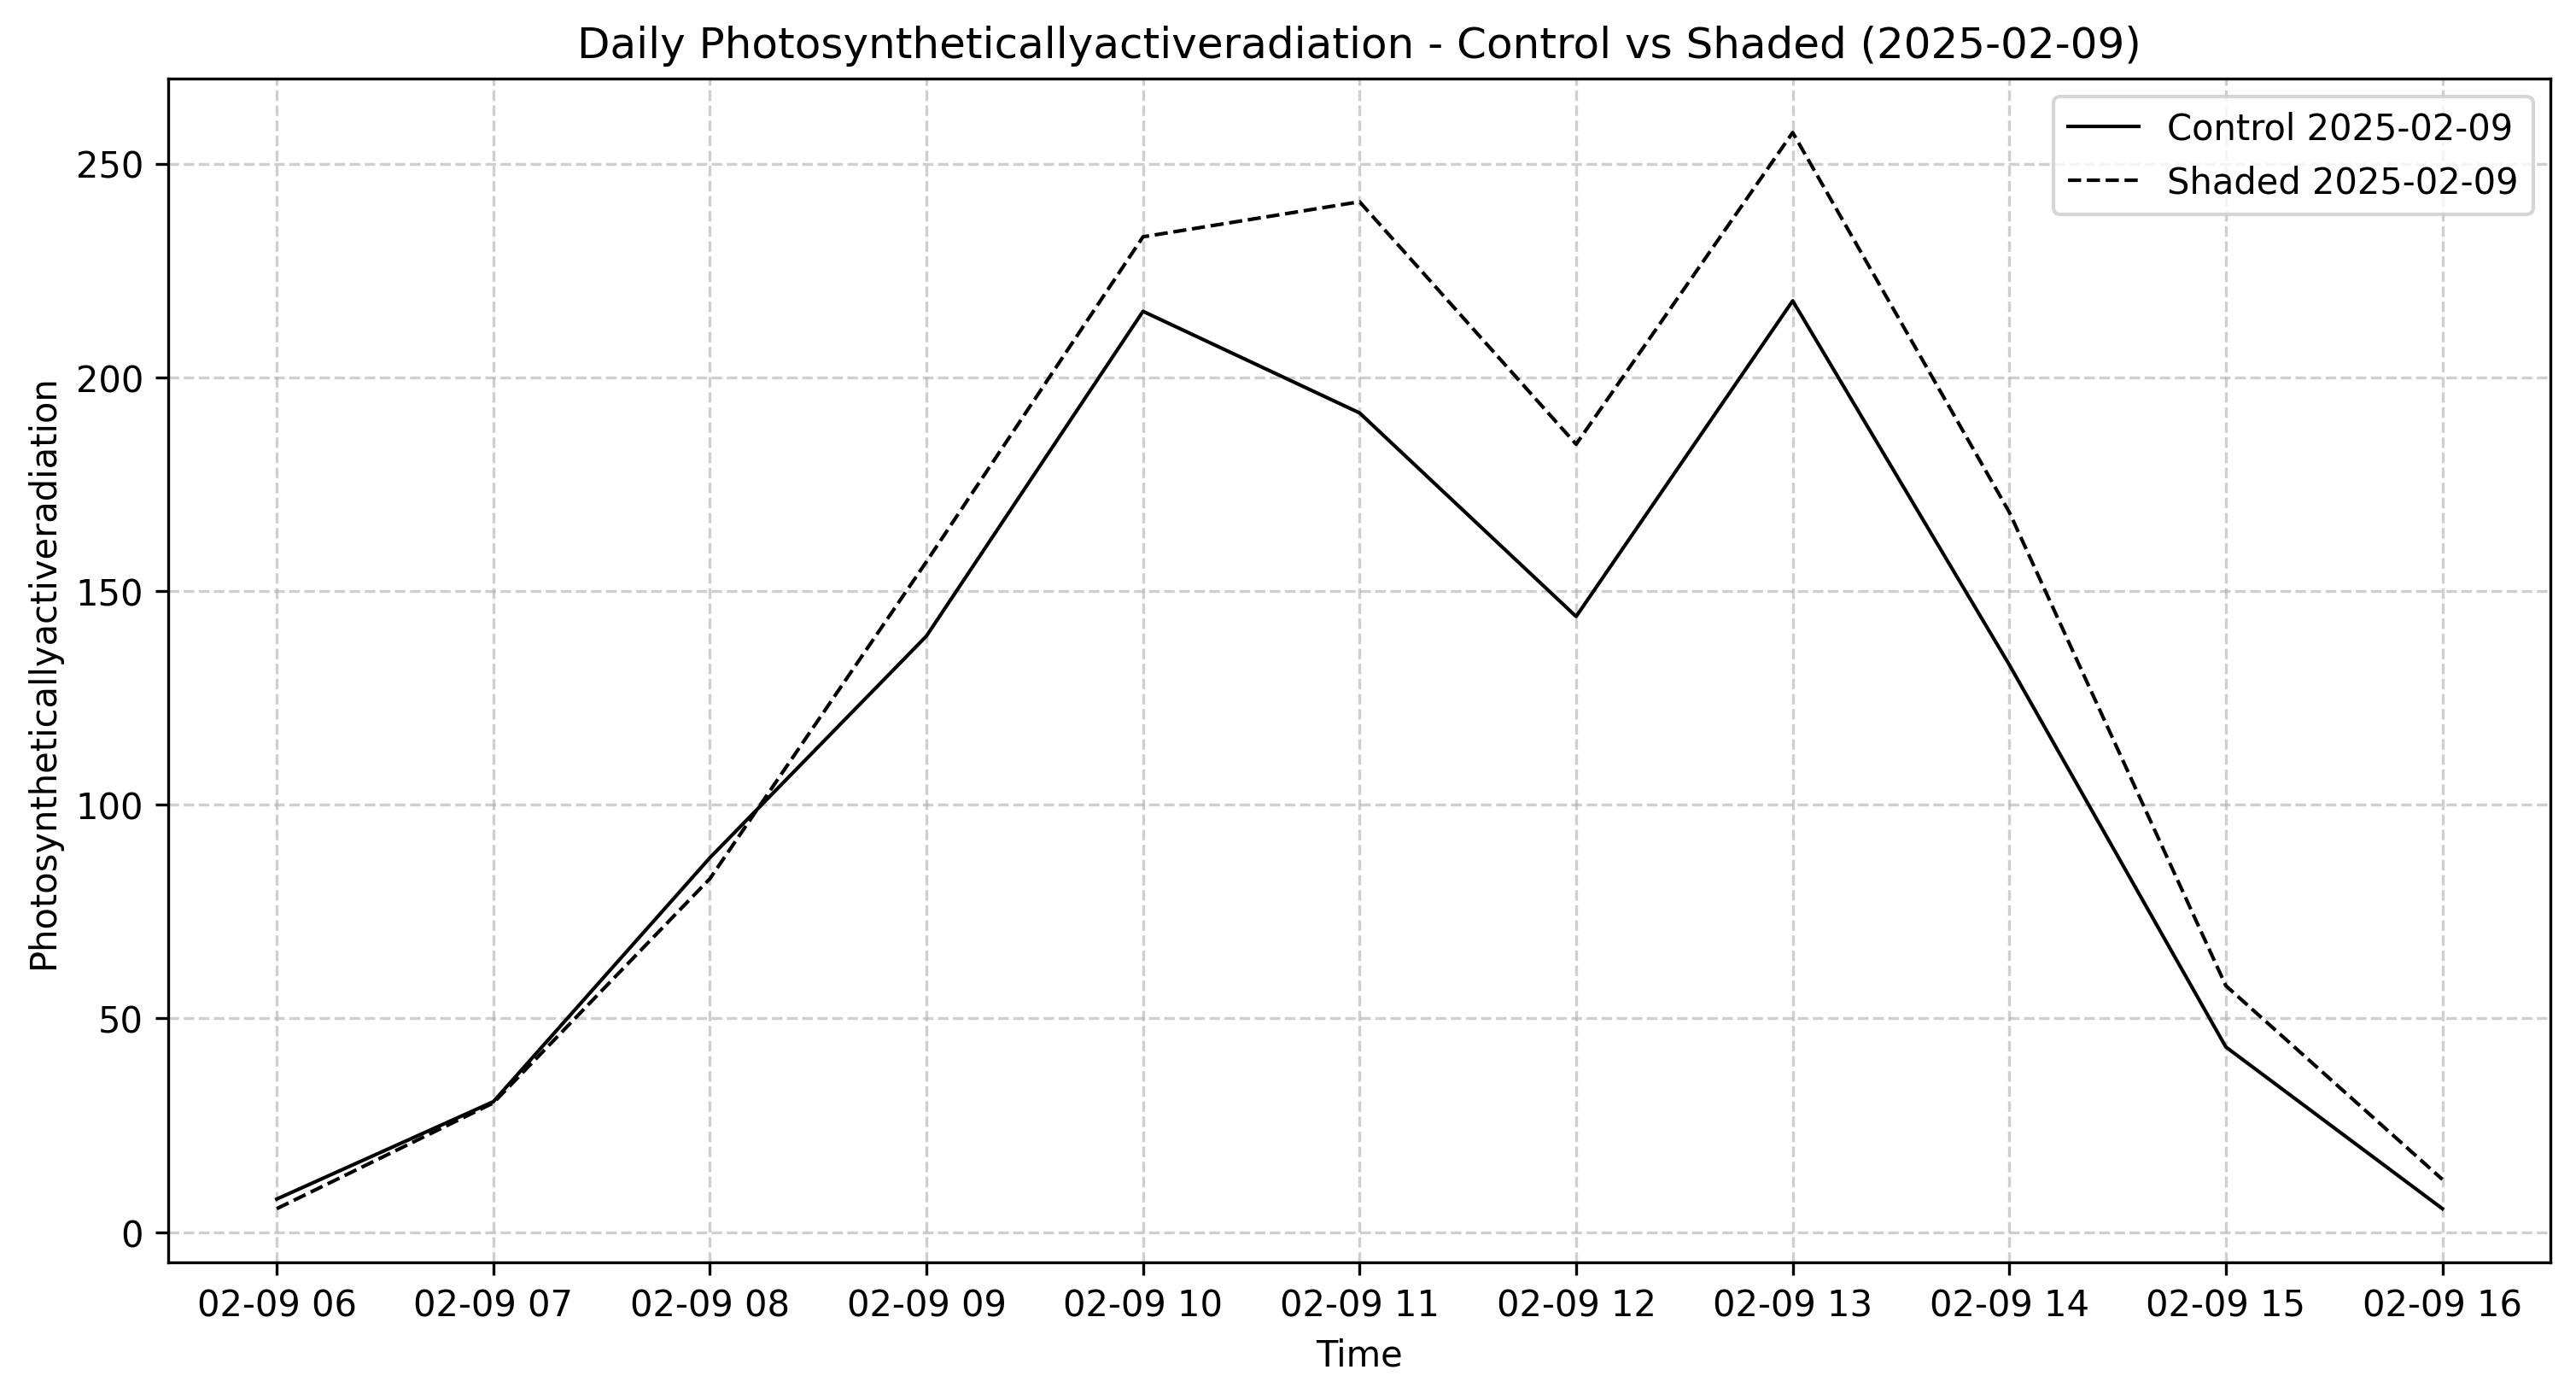 Daily Photosyntheticallyactiveradiation - Control vs Shaded (2025-02-09)
Control 2025-02-09
Shaded 2025-02-09
Photosyntheticallyactiveradiation
250
200
150
100
50
0
02-09 06 02-09 07 02-09 08 02-09 09 02-09 10 02-09 11 02-09 12 02-09 13 02-09 14 02-09 15 02-09 16
Time